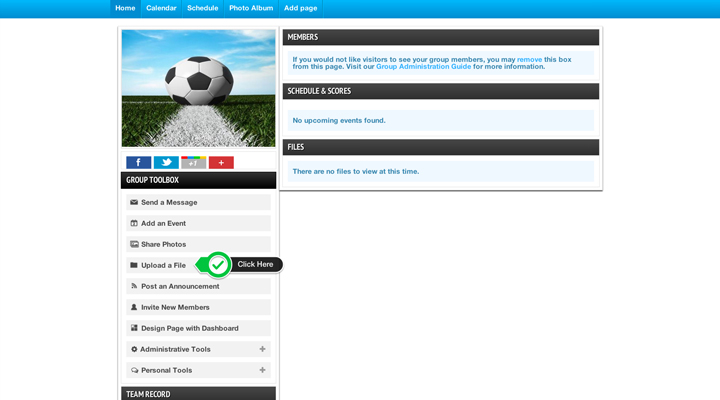 Home Calendar Schedule Photo Album Add page
f +1 +
GROUP TOOLBOX
Send a Message
Add an Event
Share Photos
Upload a File
Click Here
Post an Announcement
Invite New Members
Design Page with Dashboard
Administrative Tools +
Personal Tools +
TEAM RECORD
MEMBERS
If you would not like visitors to see your group members, you may remove this box
from this page. Visit our Group Administration Guide for more information.
SCHEDULE & SCORES
No upcoming events found.
FILES
There are no files to view at this time.